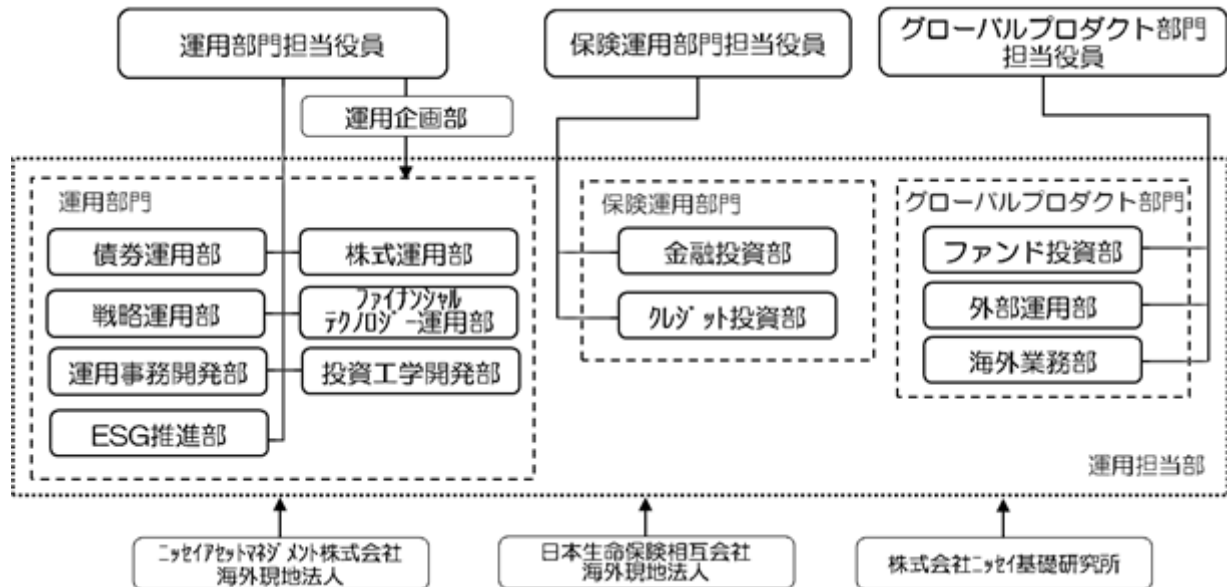 運用部門担当役員
保険運用部門担当役員
グローバルプロダクト部門
担当役員
運用企画部
運用部門
債券運用部
株式運用部
戦略運用部
ファイナンシャル
テクノロジー運用部
運用事務開発部
投資工学開発部
ESG推進部
保険運用部門
金融投資部
クレジット投資部
グローバルプロダクト部門
ファンド投資部
外部運用部
海外業務部
運用担当部
ニッセイアセットマネジメント株式会社
海外現地法人
日本生命保険相互会社
海外現地法人
株式会社ニッセイ基礎研究所